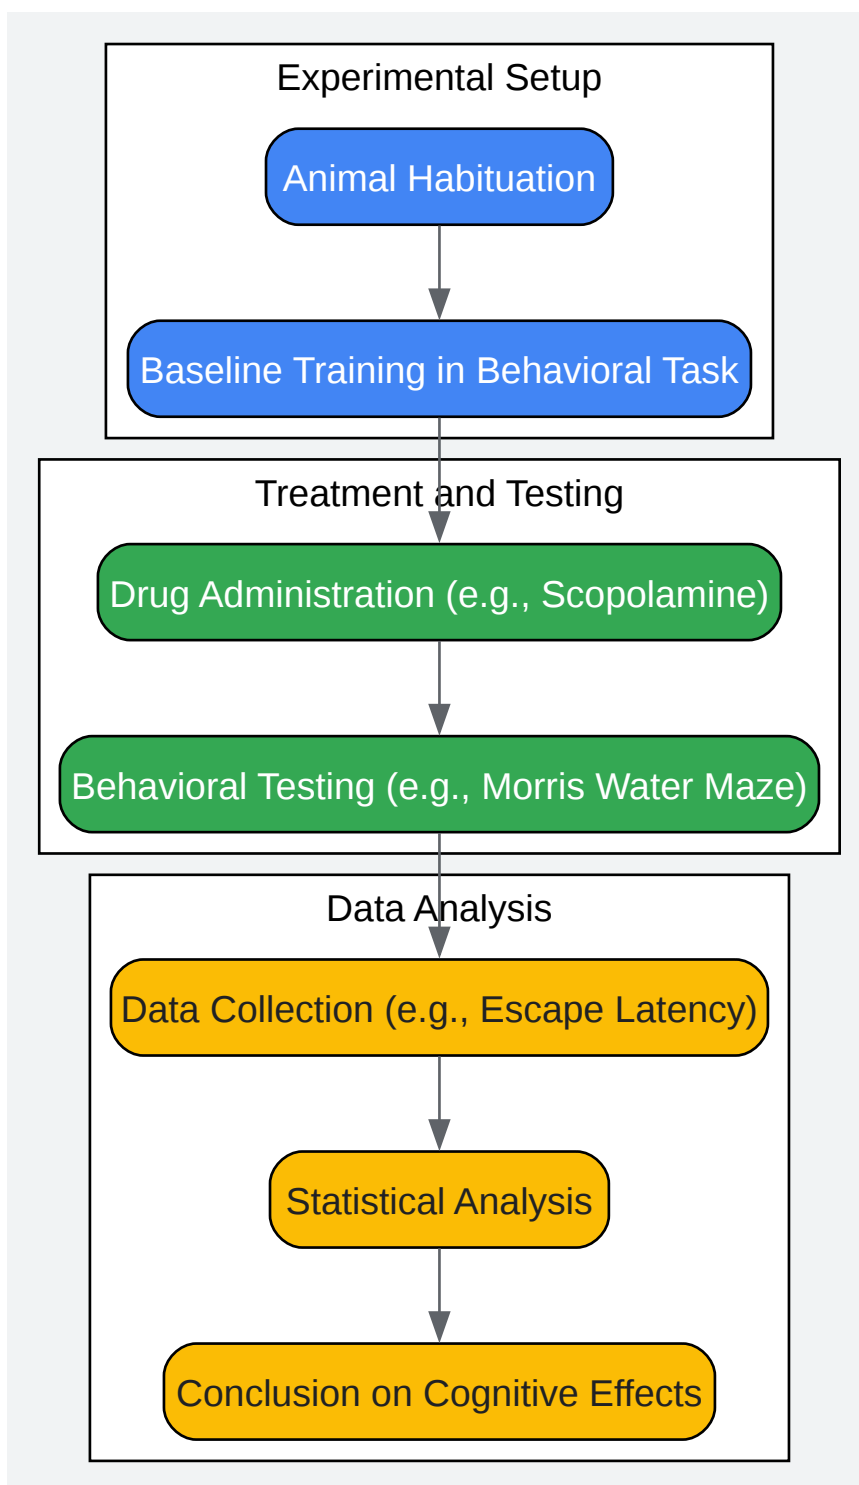 Experimental Setup
Animal Habituation
Baseline Training in Behavioral Task
Treatment and Testing
Drug Administration (e.g., Scopolamine)
Behavioral Testing (e.g., Morris Water Maze)
Data Analysis
Data Collection (e.g., Escape Latency)
Statistical Analysis
Conclusion on Cognitive Effects